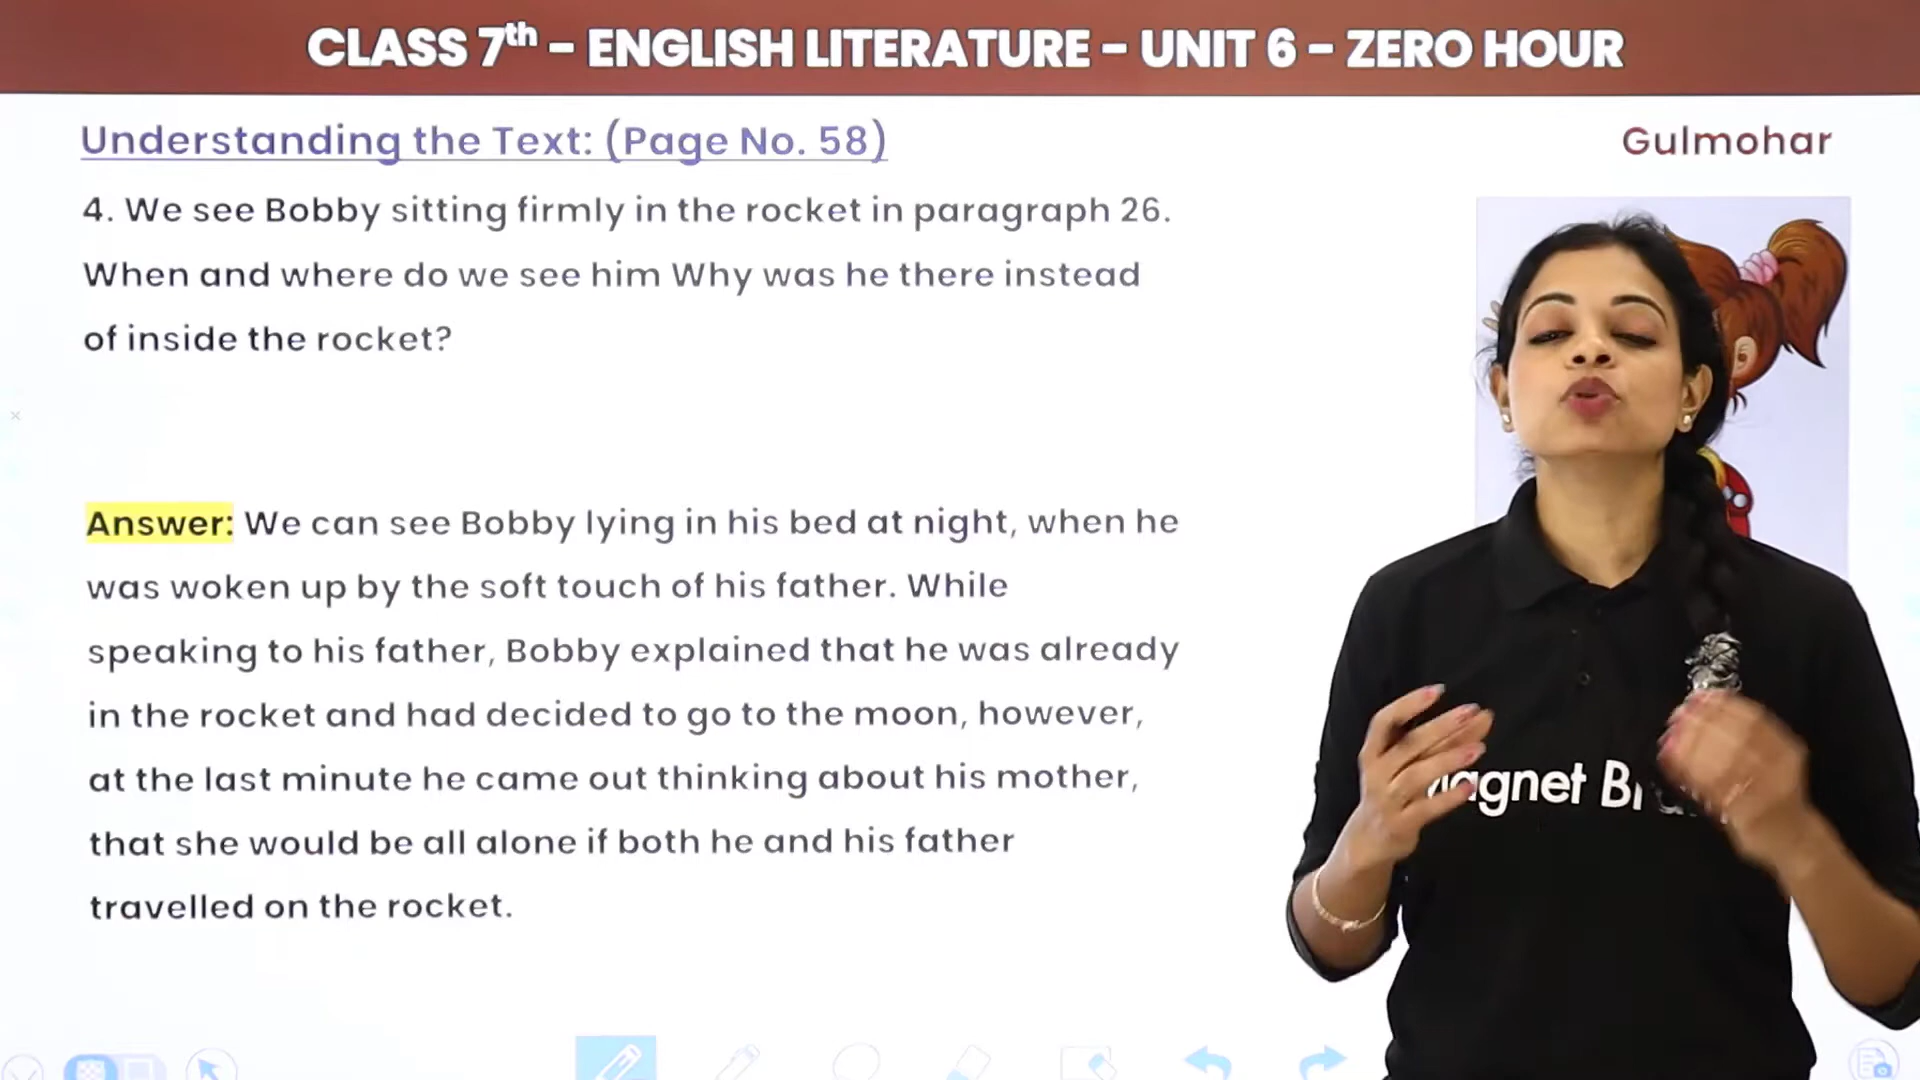 CLASS 7th – ENGLISH LITERATURE – UNIT 6 – ZERO HOUR
Understanding the Text: (Page No. 58)
Gulmohar
4. We see Bobby sitting firmly in the rocket in paragraph 26.
When and where do we see him Why was he there instead
of inside the rocket?
Answer: We can see Bobby lying in his bed at night, when he
was woken up by the soft touch of his father. While
speaking to his father, Bobby explained that he was already
in the rocket and had decided to go to the moon, however,
at the last minute he came out thinking about his mother,
that she would be all alone if both he and his father
travelled on the rocket.